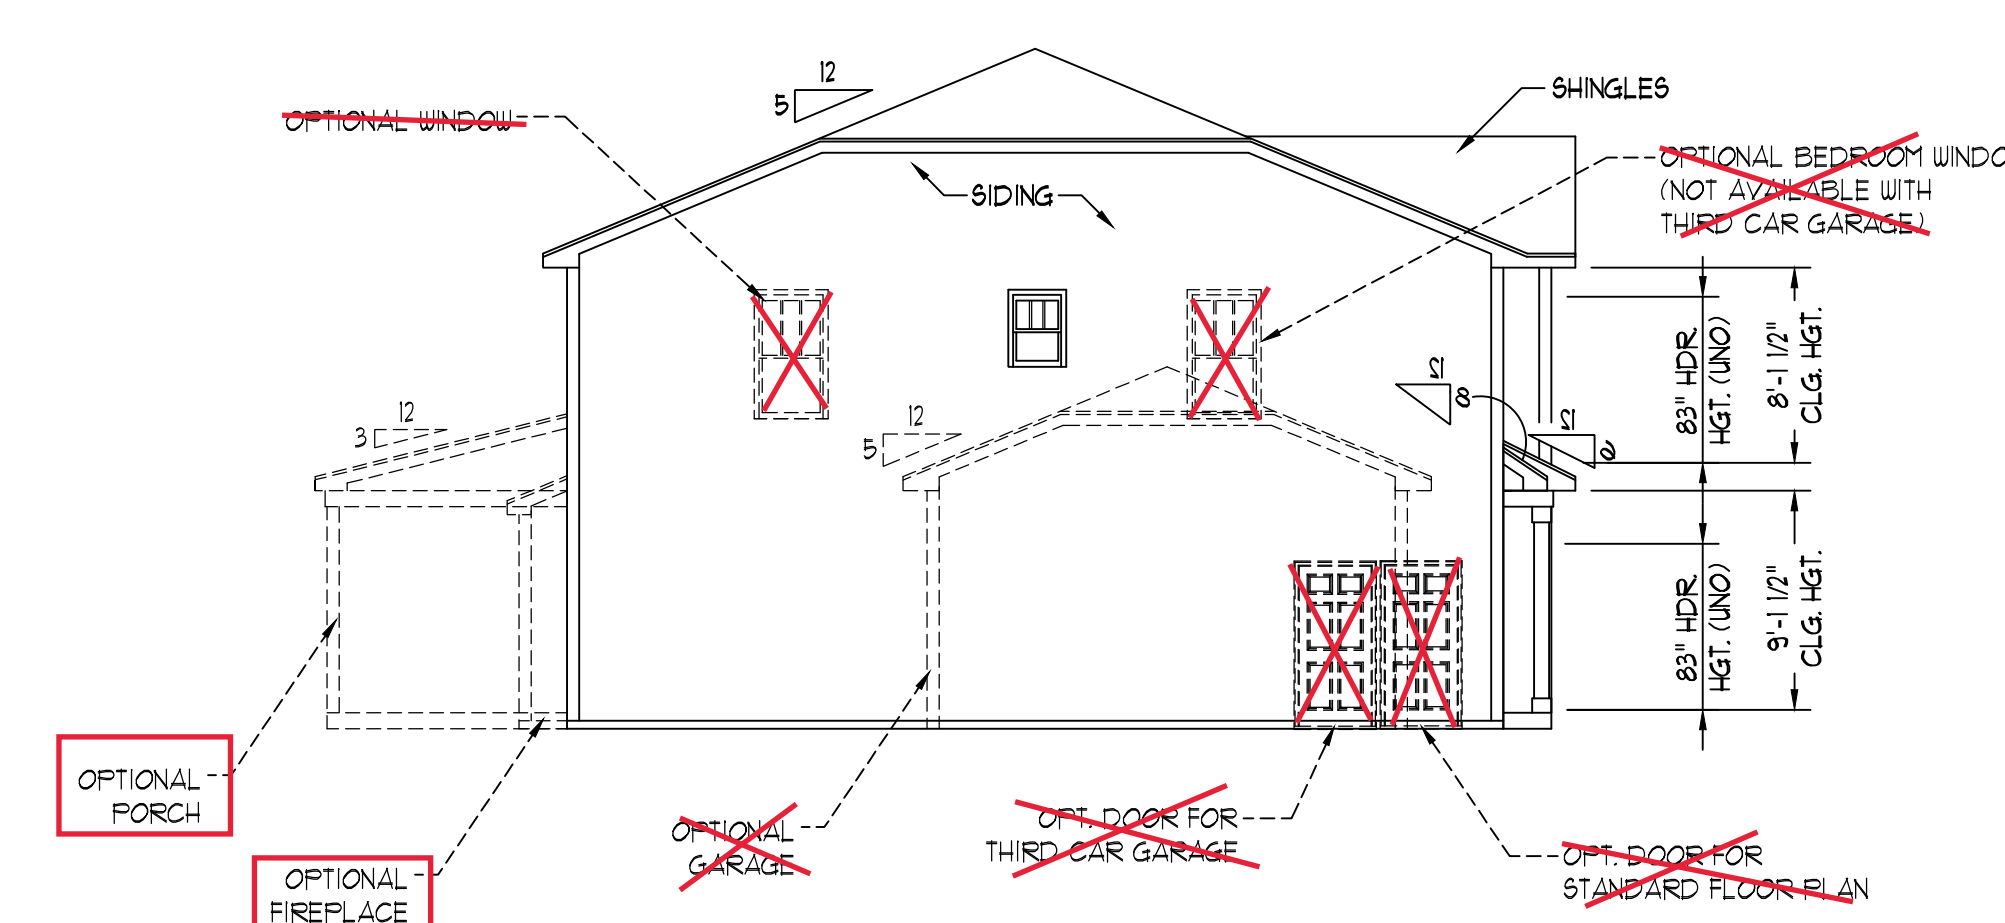 12
5
SHINGLES
OPTIONAL WINDOW
OPTIONAL BEDROOM WINDO
(NOT AVAILABLE WITH
THIRD CAR GARAGE)
SIDING
83" HDR.
HGT. (UNO)
8'-1 1/2"
CLG. HGT.
12
8
12
3
12
5
12
83" HDR.
HGT. (UNO)
9'-1 1/2"
CLG. HGT.
OPTIONAL
PORCH
OPTIONAL
FIREPLACE
OPTIONAL
GARAGE
OPT. DOOR FOR
THIRD CAR GARAGE
OPT. DOOR FOR
STANDARD FLOOR PLAN